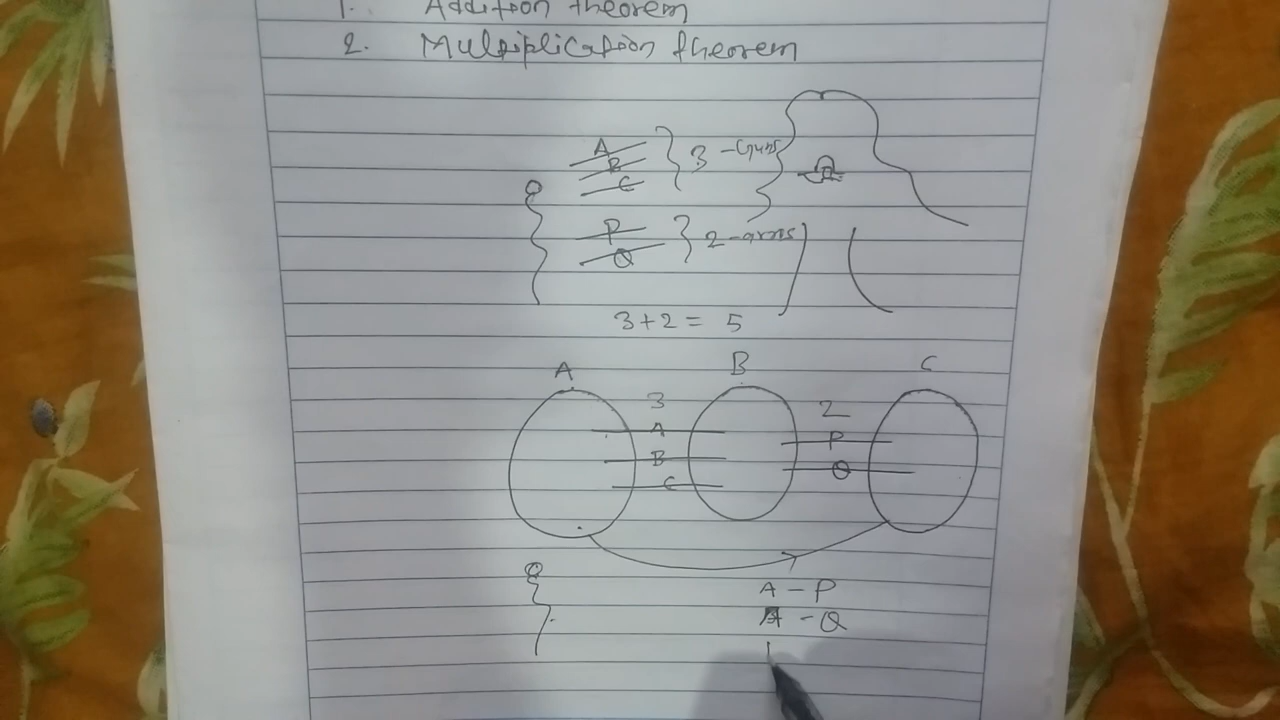 1. Addition theorem
2. Multiplication theorem
A
B
C
3 -
P
Q
2 -
3+2 = 5
A B C
3 2
A P
B Q
C
A - P
A - Q